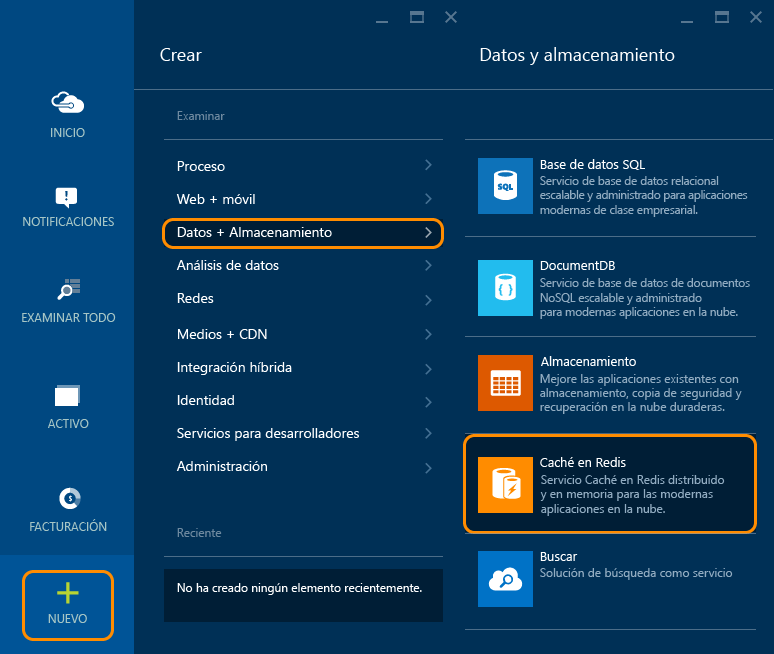 INICIO
NOTIFICACIONES
EXAMINAR TODO
ACTIVO
FACTURACIÓN
NUEVO
Crear
Examinar
Proceso
Web + móvil
Datos + Almacenamiento
Análisis de datos
Redes
Medios + CDN
Integración híbrida
Identidad
Servicios para desarrolladores
Administración
Reciente
No ha creado ningún elemento recientemente.
Datos y almacenamiento
SQL
Base de datos SQL
Servicio de base de datos relacional
escalable y administrado para aplicaciones
modernas de clase empresarial.
DocumentDB
Servicio de base de datos de documentos
NoSQL escalable y administrado
para modernas aplicaciones en la nube.
Almacenamiento
Mejore las aplicaciones existentes con
almacenamiento, copia de seguridad y
recuperación en la nube duraderas.
Caché en Redis
Servicio Caché en Redis distribuido
y en memoria para las modernas
aplicaciones en la nube.
Buscar
Solución de búsqueda como servicio